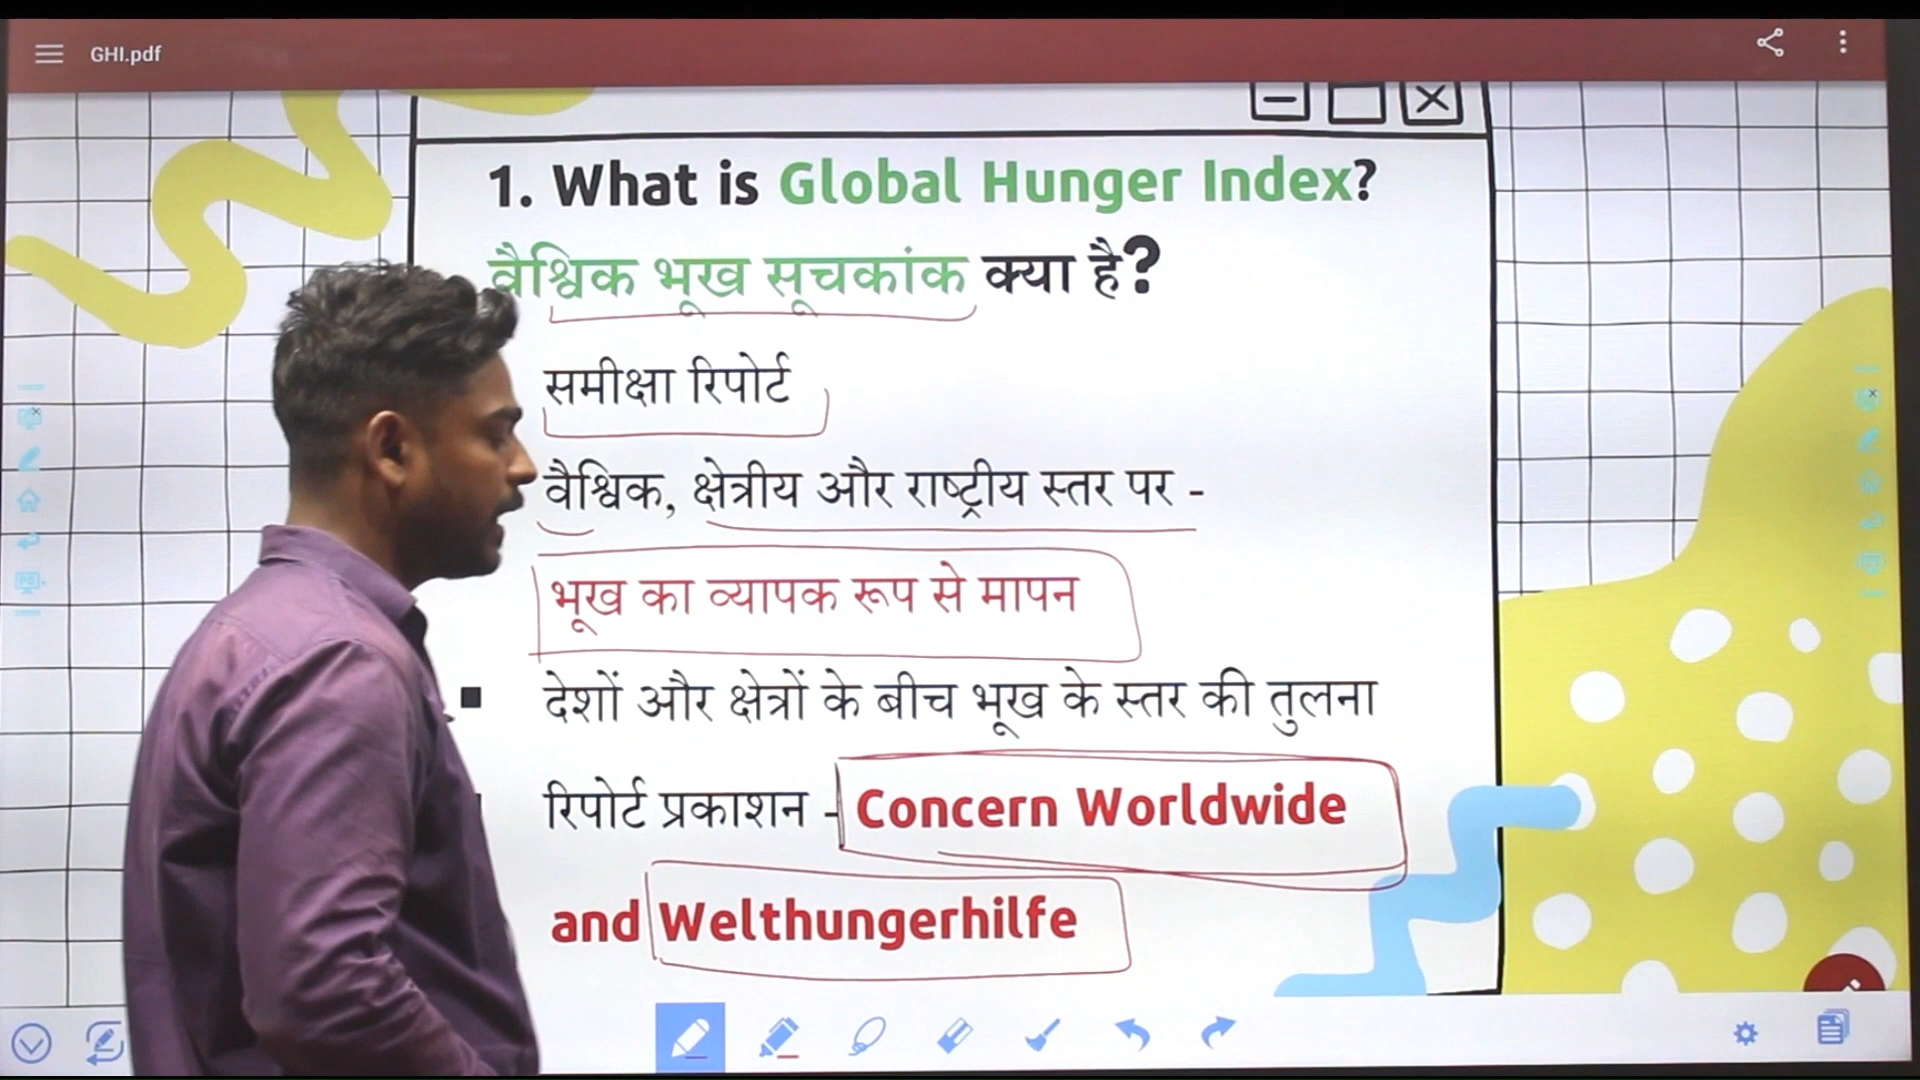 GHI.pdf
1. What is Global Hunger Index?
वैश्विक भूख सूचकांक क्या है?
समीक्षा रिपोर्ट
वैश्विक, क्षेत्रीय और राष्ट्रीय स्तर पर -
भूख का व्यापक रूप से मापन
▪ देशों और क्षेत्रों के बीच भूख के स्तर की तुलना
रिपोर्ट प्रकाशन - Concern Worldwide
and Welthungerhilfe